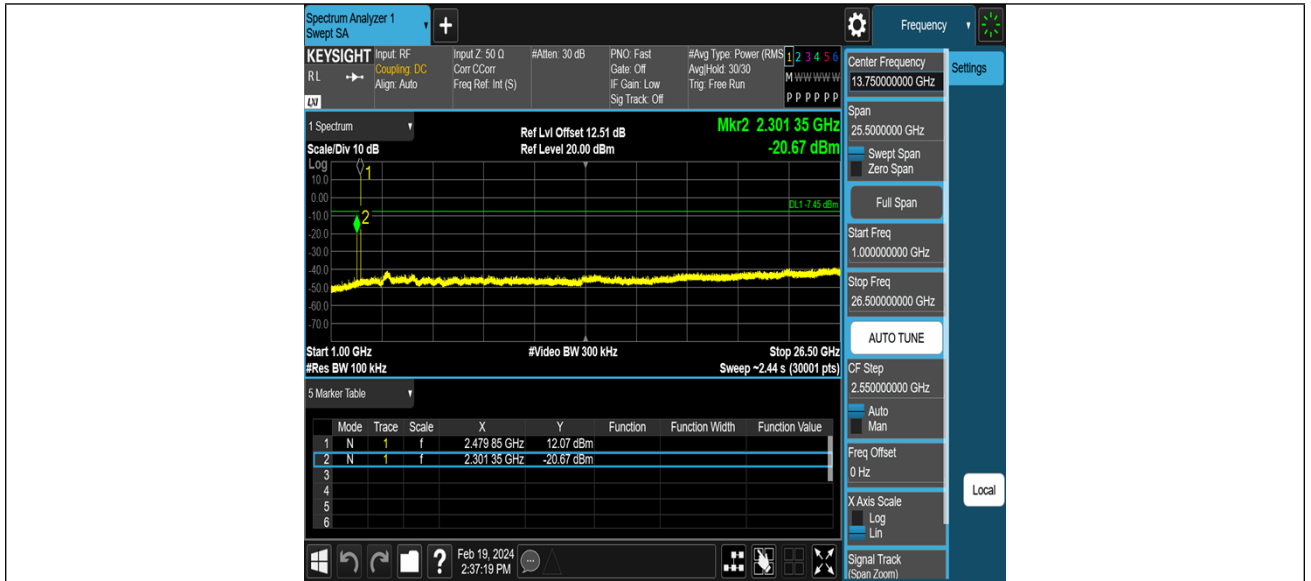 Spectrum Analyzer 1
Swept SA
+
Frequency
KEYSIGHT
RL
LXI
Input: RF
Coupling: DC
Align: Auto
Input Z: 50 Ω
Corr CCorr
Freq Ref: Int (S)
#Atten: 30 dB
PNO: Fast
Gate: Off
IF Gain: Low
Sig Track: Off
#Avg Type: Power (RMS
Avg|Hold: 30/30
Trig: Free Run
1 2 3 4 5 6
M W W W W W
P P P P P P
1 Spectrum
Scale/Div 10 dB
Ref Lvl Offset 12.51 dB
Ref Level 20.00 dBm
Mkr2 2.301 35 GHz
-20.67 dBm
Log
10.0
0.00
-10.0
-20.0
-30.0
-40.0
-50.0
-60.0
-70.0
1
2
DL1 -7.45 dBm
Start 1.00 GHz
#Res BW 100 kHz
#Video BW 300 kHz
Stop 26.50 GHz
Sweep ~2.44 s (30001 pts)
5 Marker Table
Mode Trace Scale X Y Function Function Width Function Value
1 N 1 f 2.479 85 GHz 12.07 dBm
2 N 1 f 2.301 35 GHz -20.67 dBm
3
4
5
6
?
Feb 19, 2024
2:37:19 PM
Center Frequency
13.750000000 GHz
Settings
Span
25.5000000 GHz
Swept Span
Zero Span
Full Span
Start Freq
1.000000000 GHz
Stop Freq
26.500000000 GHz
AUTO TUNE
CF Step
2.550000000 GHz
Auto
Man
Freq Offset
0 Hz
X Axis Scale
Log
Lin
Local
Signal Track
(Span Zoom)